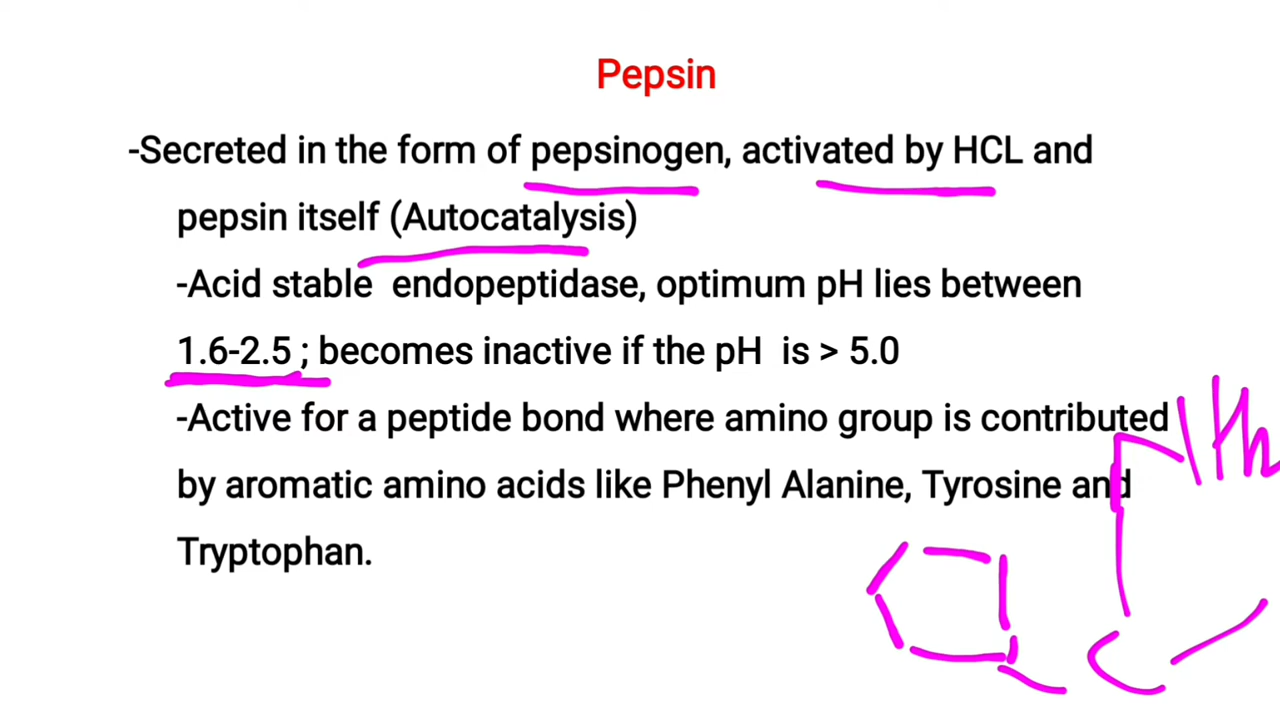 Pepsin
-Secreted in the form of pepsinogen, activated by HCL and
pepsin itself (Autocatalysis)
-Acid stable endopeptidase, optimum pH lies between
1.6-2.5 ; becomes inactive if the pH is > 5.0
-Active for a peptide bond where amino group is contributed
by aromatic amino acids like Phenyl Alanine, Tyrosine and
Tryptophan.